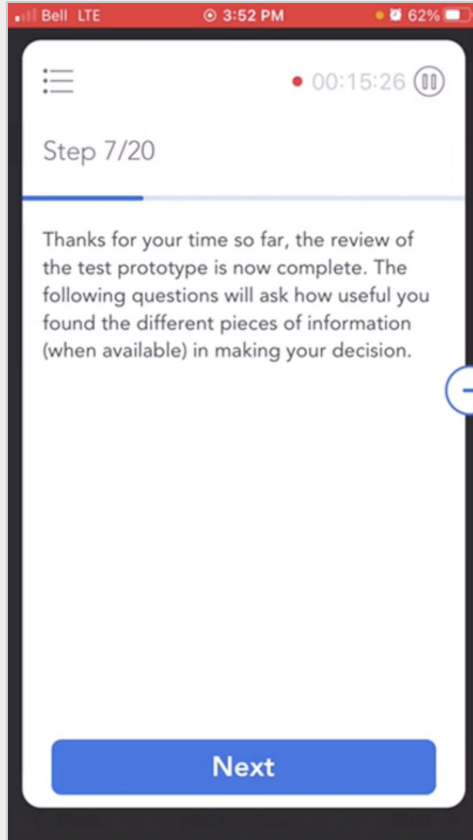 Bell LTE 3:52 PM 62%
00:15:26
Step 7/20
Thanks for your time so far, the review of
the test prototype is now complete. The
following questions will ask how useful you
found the different pieces of information
(when available) in making your decision.
Next